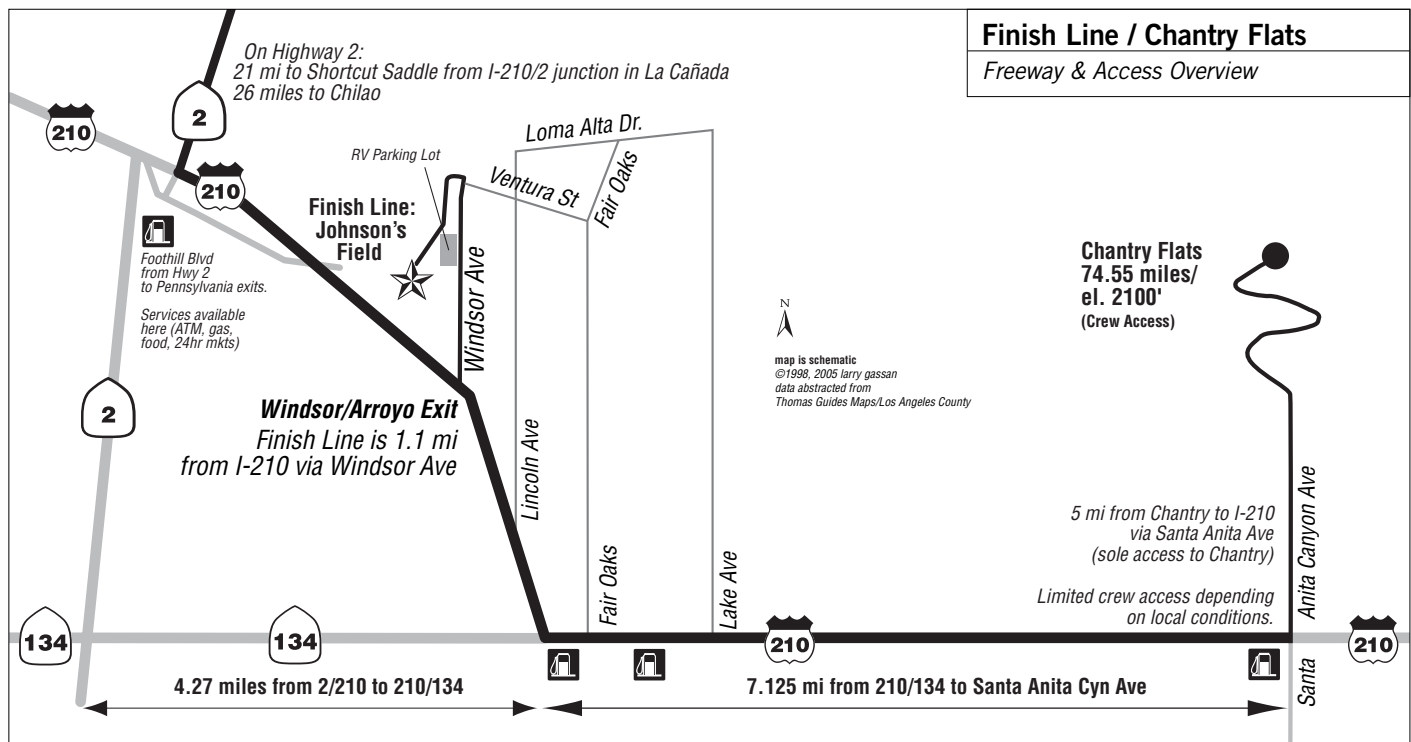 Finish Line / Chantry Flats
Freeway & Access Overview
On Highway 2:
21 mi to Shortcut Saddle from I-210/2 junction in La Cañada
26 miles to Chilao
210
2
210
Loma Alta Dr.
RV Parking Lot
Ventura St
Fair Oaks
Finish Line:
Johnson's
Field
Windsor Ave
Foothill Blvd
from Hwy 2
to Pennsylvania exits.
Services available
here (ATM, gas,
food, 24hr mkts)
Chantry Flats
74.55 miles/
el. 2100'
(Crew Access)
N
map is schematic
©1998, 2005 larry gassan
data abstracted from
Thomas Guides Maps/Los Angeles County
2
Windsor/Arroyo Exit
Finish Line is 1.1 mi
from I-210 via Windsor Ave
Lincoln Ave
Fair Oaks
Lake Ave
5 mi from Chantry to I-210
via Santa Anita Ave
(sole access to Chantry)
Limited crew access depending
on local conditions.
Santa Anita Canyon Ave
134
134
210
210
4.27 miles from 2/210 to 210/134
7.125 mi from 210/134 to Santa Anita Cyn Ave